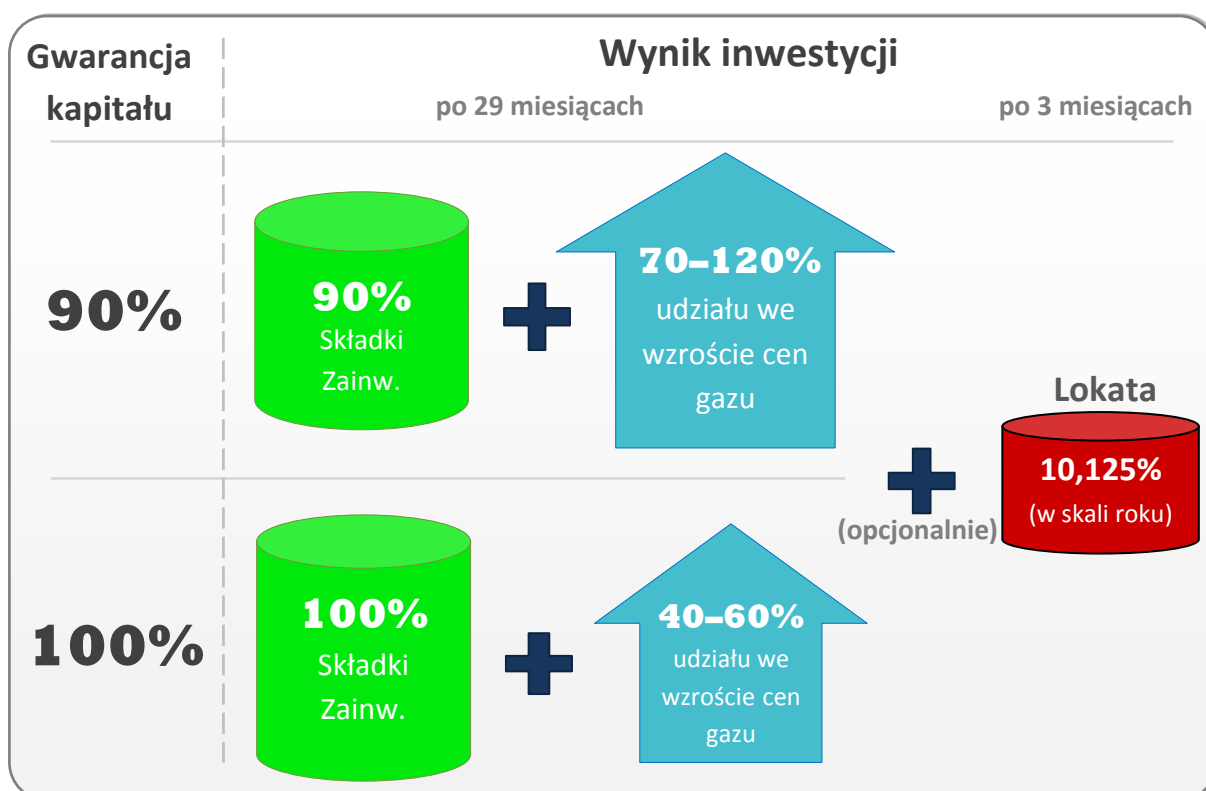 Gwarancja
kapitału
Wynik inwestycji
po 29 miesiącach
po 3 miesiącach
90%
90%
Składki
Zainw.
70–120%
udziału we
wzroście cen
gazu
100%
100%
Składki
Zainw.
40–60%
udziału we
wzroście cen
gazu
(opcjonalnie)
Lokata
10,125%
(w skali roku)